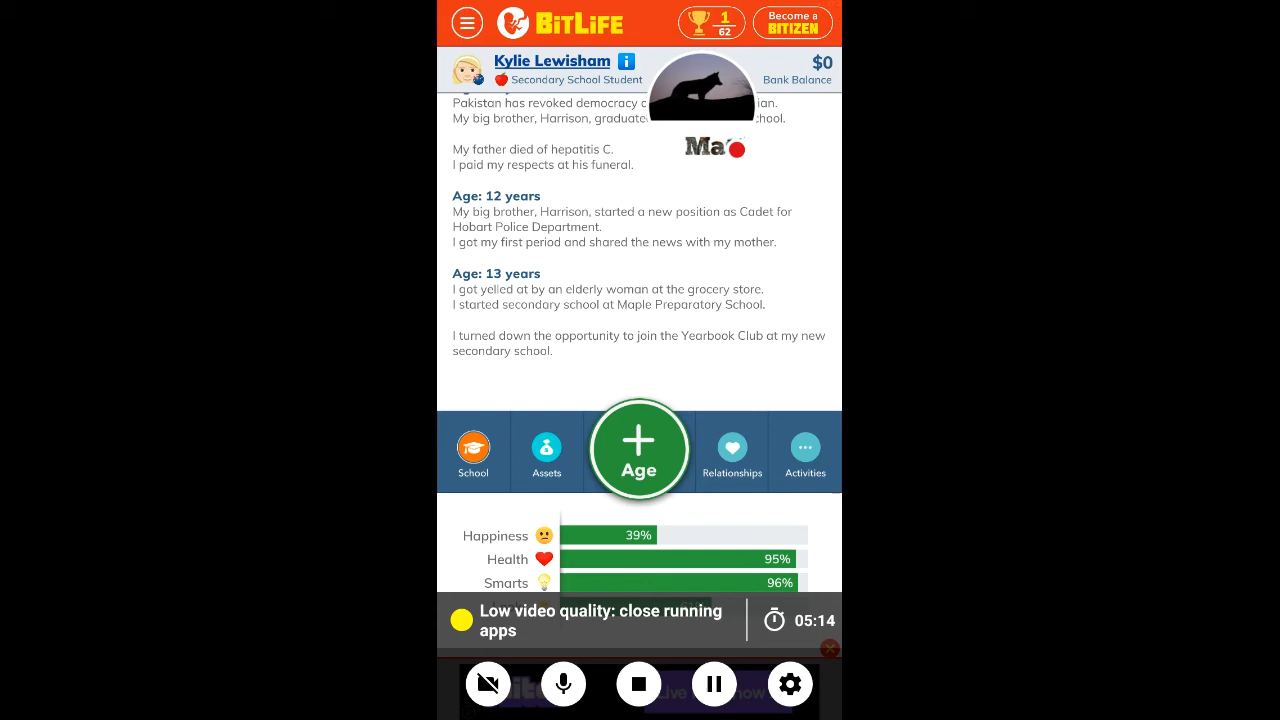 BitLife
1
62
Become a
BITIZEN
Kylie Lewisham
Secondary School Student
$0
Bank Balance
Pakistan has revoked democracy
My big brother, Harrison,
My father died of hepatitis C.
I paid my respects at his funeral.
Age: 12 years
My big brother, Harrison, started a new position as Cadet for
Hobart Police Department.
I got my first period and shared the news with my mother.
Age: 13 years
I got yelled at by an elderly woman at the grocery store.
I started secondary school at Maple Preparatory School.
I turned down the opportunity to join the Yearbook Club at my new
secondary school.
School
Assets
+
Age
Relationships
Activities
Happiness
39%
Health
95%
Smarts
96%
Low video quality: close running
apps
05:14